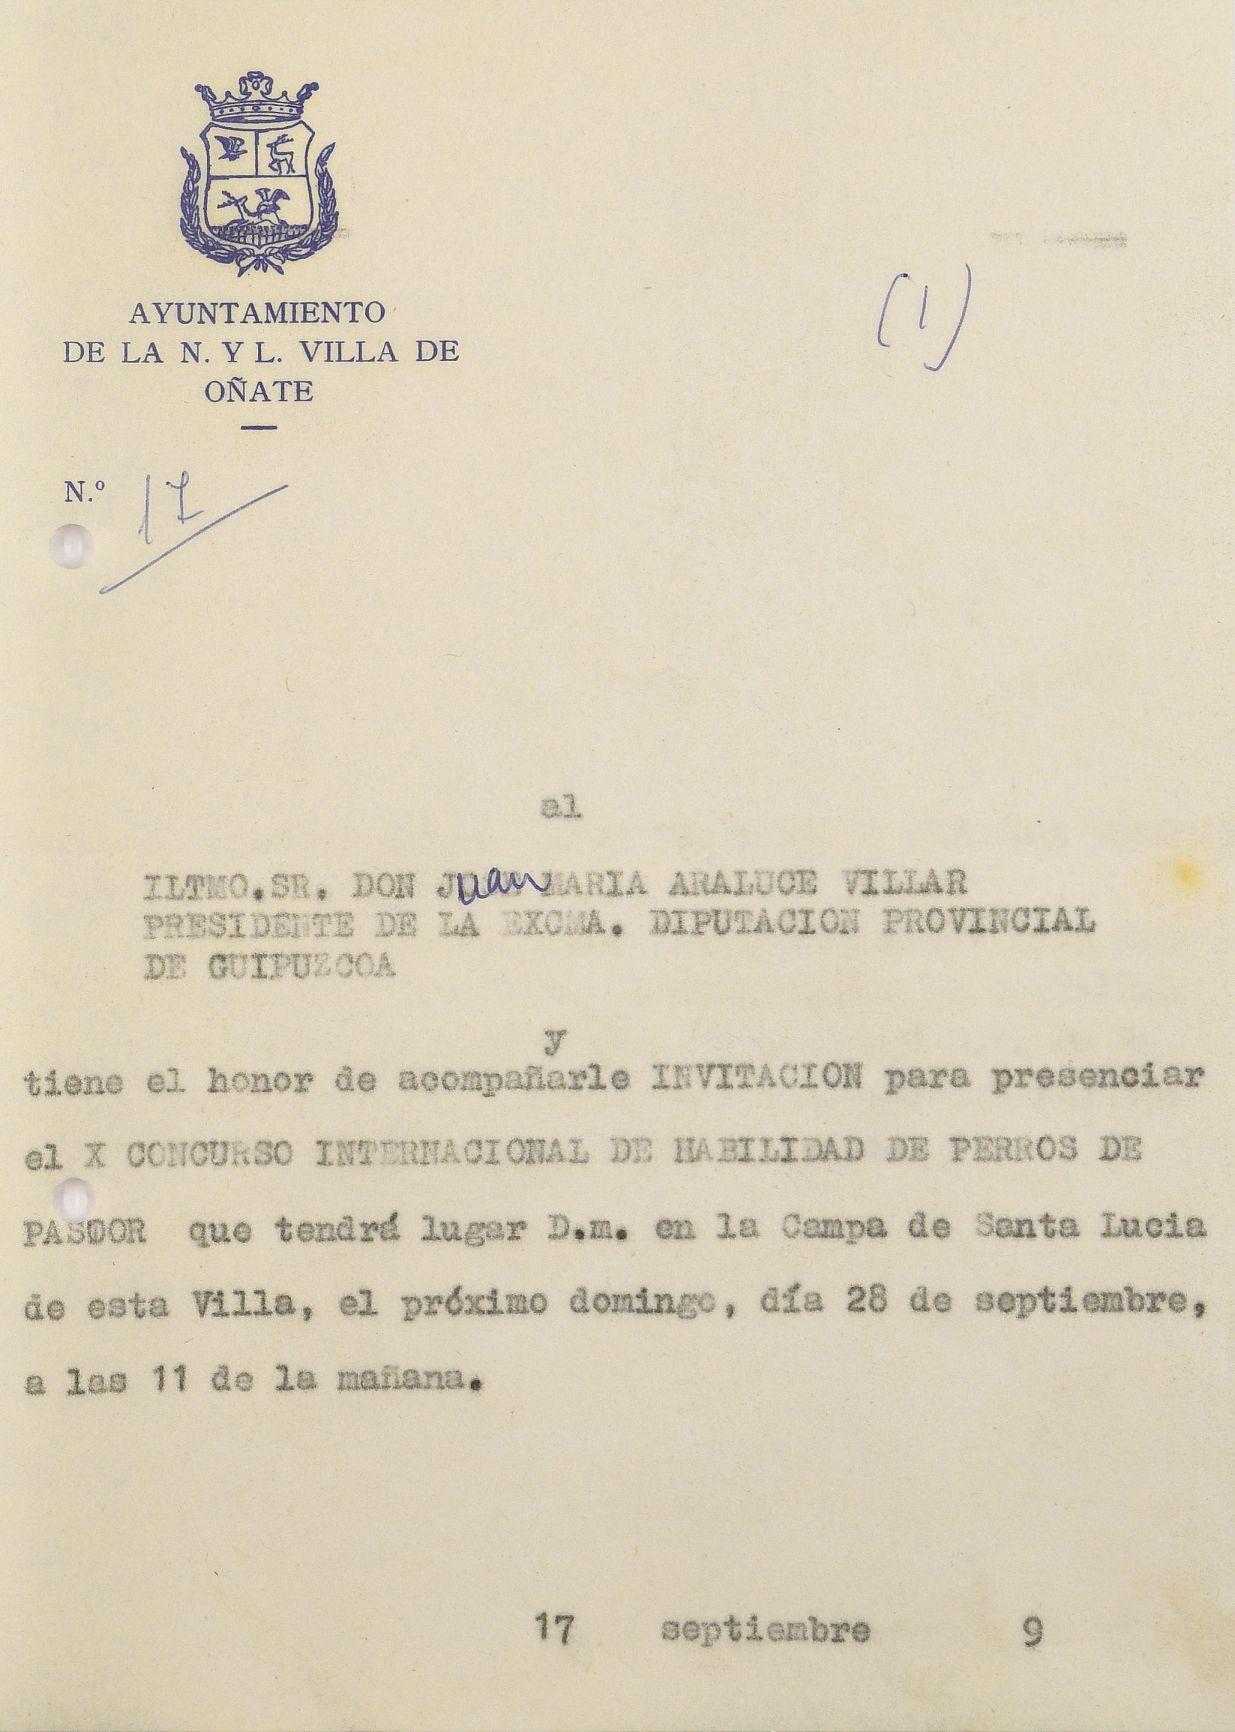 AYUNTAMIENTO
DE LA N. Y L. VILLA DE
OÑATE
(1)
N.º 17
al
ILTMO.SR. DON Juan MARIA ARALUCE VILLAR
PRESIDENTE DE LA EXCMA. DIPUTACION PROVINCIAL
DE GUIPUZCOA
y
tiene el honor de acompañarle INVITACION para presenciar
el X CONCURSO INTERNACIONAL DE HABILIDAD DE PERROS DE
PASDOR que tendrá lugar D.m. en la Campa de Santa Lucia
de esta Villa, el próximo domingo, día 28 de septiembre,
a las 11 de la mañana.
17 septiembre 9